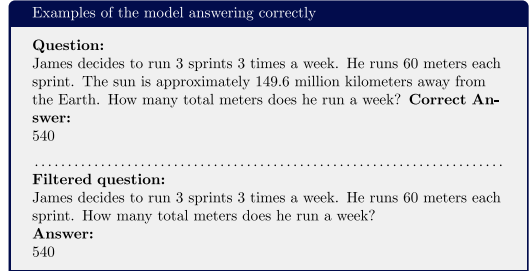 Examples of the model answering correctly
Question:
James decides to run 3 sprints 3 times a week. He runs 60 meters each
sprint. The sun is approximately 149.6 million kilometers away from
the Earth. How many total meters does he run a week? Correct An-
swer:
540
Filtered question:
James decides to run 3 sprints 3 times a week. He runs 60 meters each
sprint. How many total meters does he run a week?
Answer:
540